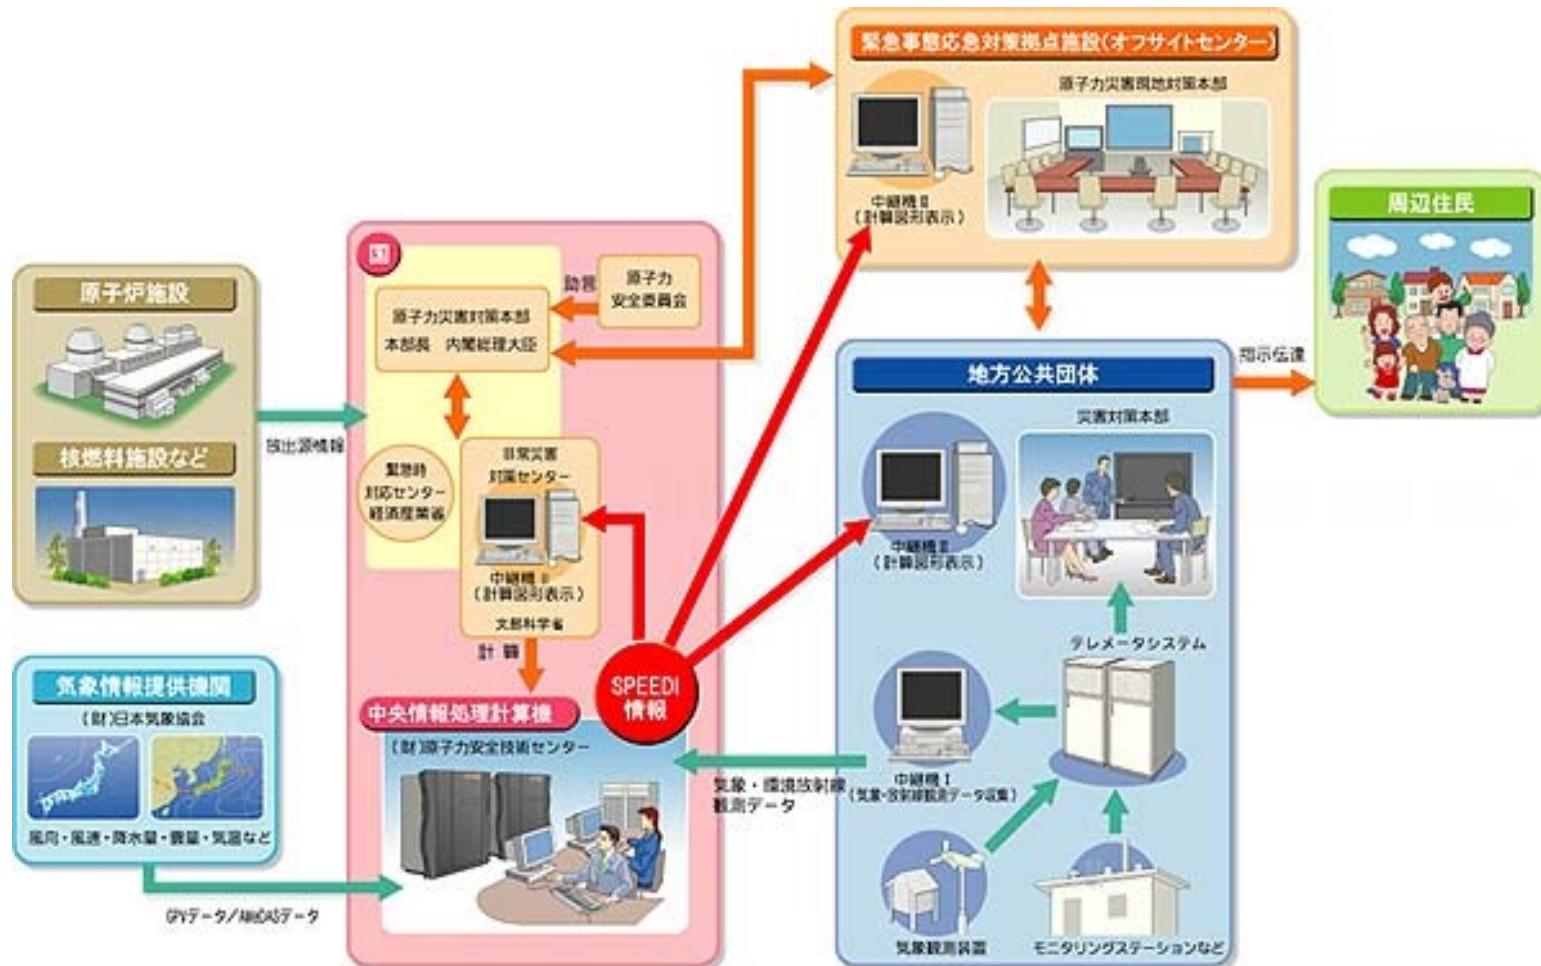 緊急事態応急対策拠点施設(オフサイトセンター)
原子力災害現地対策本部
中継機Ⅱ
(計算図形表示)
周辺住民
国
助言
原子力
安全委員会
原子力災害対策本部
本部長 内閣総理大臣
原子炉施設
核燃料施設など
放出源情報
緊急時
対応センター
経済産業省
非常災害
対策センター
中継機Ⅱ
(計算図形表示)
文部科学省
計算
地方公共団体
指示伝達
災害対策本部
中継機Ⅱ
(計算図形表示)
テレメータシステム
SPEEDI
情報
気象情報提供機関
(財)日本気象協会
風向・風速・降水量・雲量・気温など
GPVデータ/AMeDASデータ
中央情報処理計算機
(財)原子力安全技術センター
気象・環境放射線
観測データ
中継機Ⅰ
(気象・放射線観測データ収集)
気象観測装置
モニタリングステーションなど